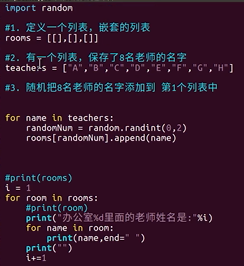 import random
#1. 定义一个列表，嵌套的列表
rooms = [[],[],[]]
#2. 有一个列表，保存了8名老师的名字
teachers = ["A","B","C","D","E","F","G","H"]
#3. 随机把8名老师的名字添加到 第1个列表中
for name in teachers:
    randomNum = random.randint(0,2)
    rooms[randomNum].append(name)
#print(rooms)
i = 1
for room in rooms:
    #print(room)
    print("办公室%d里面的老师姓名是:"%i)
    for name in room:
        print(name,end=" ")
    print("")
    i+=1